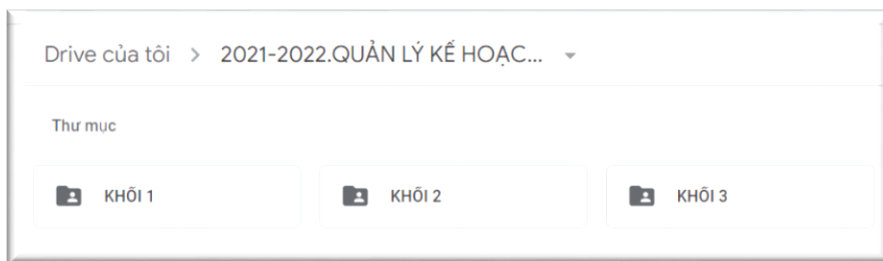 Drive của tôi > 2021-2022.QUẢN LÝ KẾ HOẠC...
Thư mục
KHỐI 1 KHỐI 2 KHỐI 3